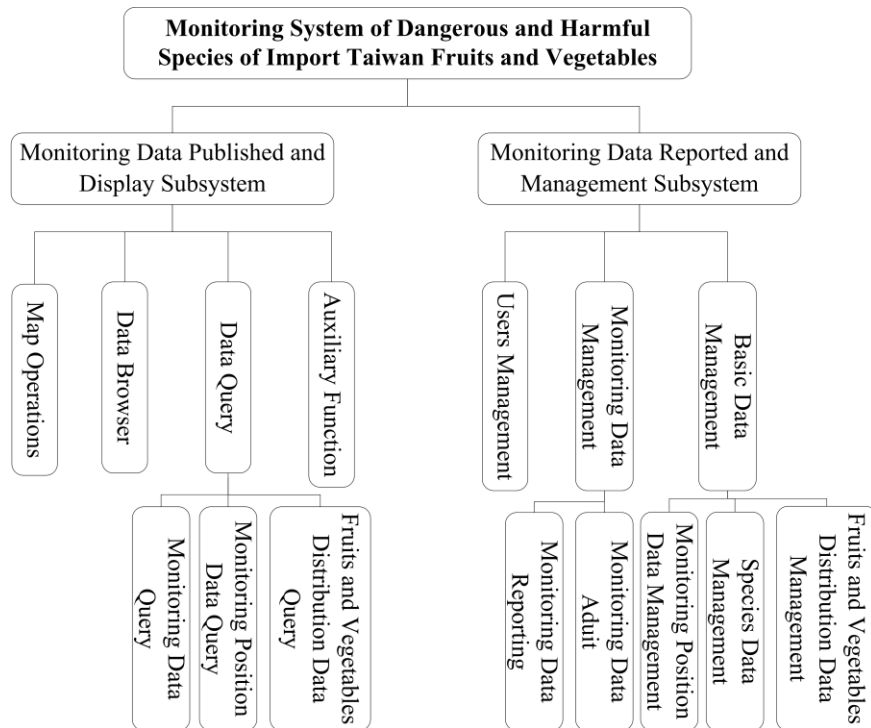 Monitoring System of Dangerous and Harmful
Species of Import Taiwan Fruits and Vegetables
Monitoring Data Published and
Display Subsystem
Monitoring Data Reported and
Management Subsystem
Map Operations
Data Browser
Data Query
Auxiliary Function
Users Management
Monitoring Data
Management
Basic Data
Management
Monitoring Data
Query
Monitoring Position
Data Query
Fruits and Vegetables
Distribution Data
Query
Monitoring Data
Reporting
Monitoring Data
Aduit
Monitoring Position
Data Management
Species Data
Management
Fruits and Vegetables
Distribution Data
Management